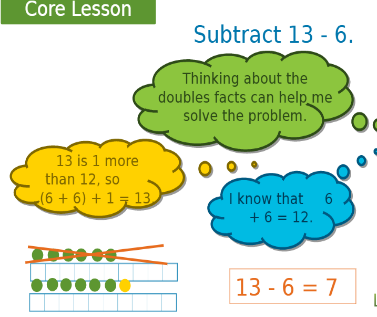 Core Lesson
Subtract 13 - 6.
Thinking about the
doubles facts can help me
solve the problem.
13 is 1 more
than 12, so
(6 + 6) + 1 = 13
I know that 6
+ 6 = 12.
13 - 6 = 7